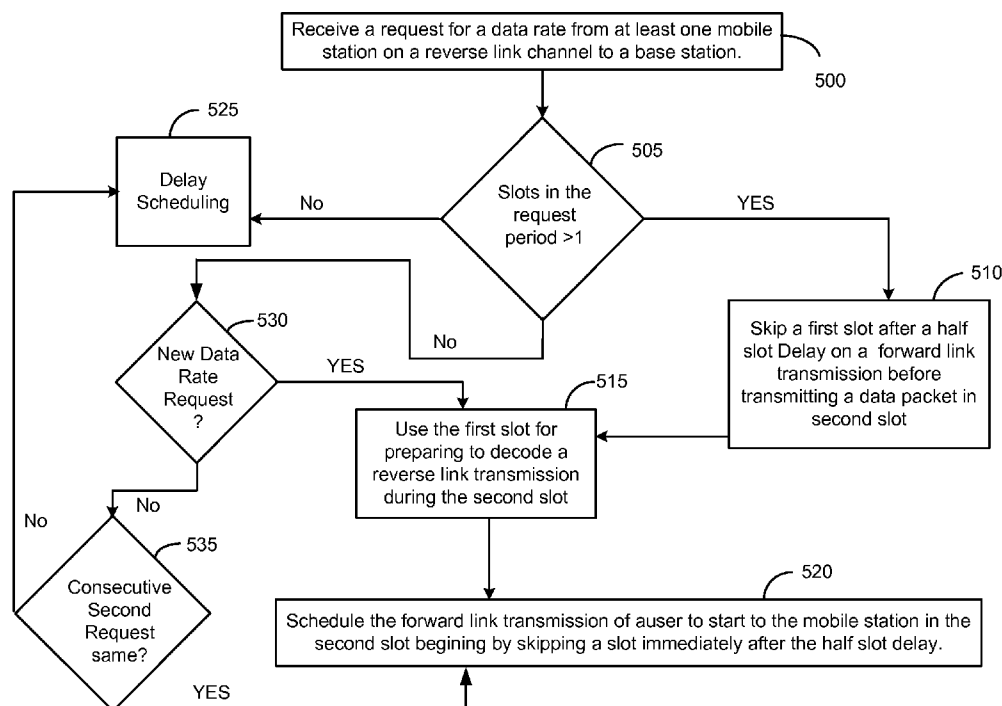 Receive a request for a data rate from at least one mobile
station on a reverse link channel to a base station.
500
525
505
Delay
Scheduling
No
Slots in the
request
period >1
YES
510
Skip a first slot after a half
slot Delay on a  forward link
transmission before
transmitting a data packet in
second slot
530
No
New Data
Rate
Request
?
YES
515
Use the first slot for
preparing to decode a
reverse link transmission
during the second slot
No
No
535
Consecutive
Second
Request
same?
YES
520
Schedule the forward link transmission of auser to start to the mobile station in the
second slot begining by skipping a slot immediately after the half slot delay.